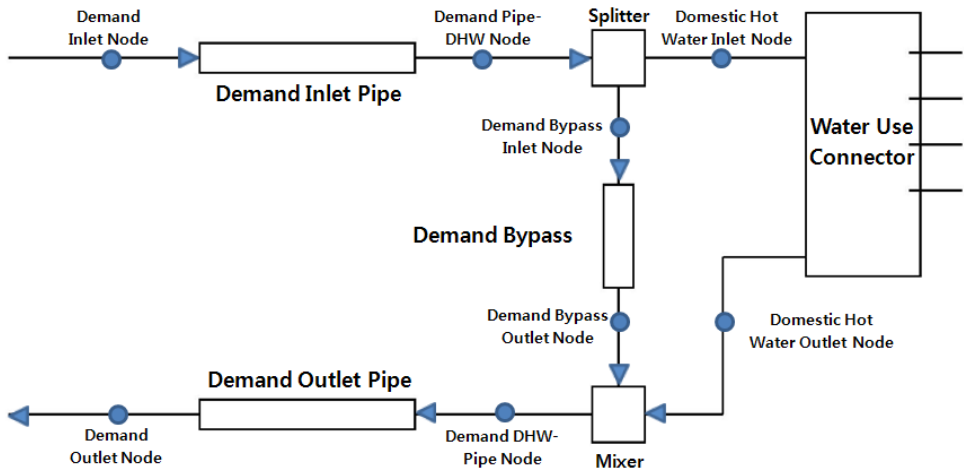 Demand
Inlet Node
Demand Pipe-
DHW Node
Splitter
Domestic Hot
Water Inlet Node
Demand Inlet Pipe
Demand Bypass
Inlet Node
Water Use
Connector
Demand Bypass
Demand Bypass
Outlet Node
Domestic Hot
Water Outlet Node
Demand Outlet Pipe
Demand
Outlet Node
Demand DHW-
Pipe Node
Mixer